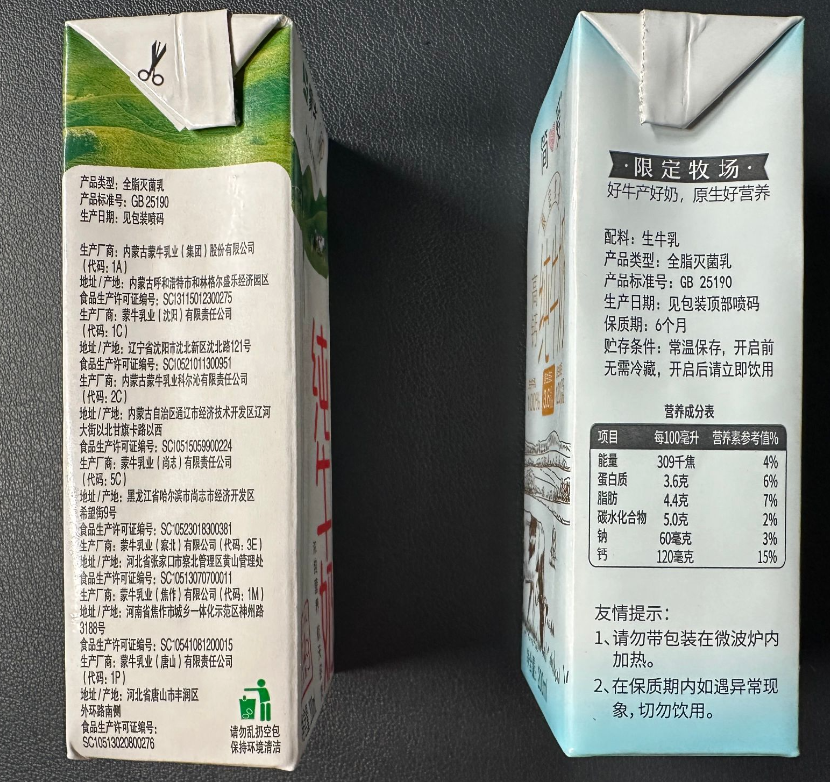 产品类型：全脂灭菌乳
产品标准号：GB 25190
生产日期：见包装喷码
生产厂商：内蒙古蒙牛乳业（集团）股份有限公司
（代码：1A）
地址/产地：内蒙古呼和浩特市和林格尔盛乐经济园区
食品生产许可证编号：SC13115012300275
生产厂商：蒙牛乳业（沈阳）有限责任公司
（代码：1C）
地址/产地：辽宁省沈阳市沈北新区沈北路121号
食品生产许可证编号：SC10521011300951
生产厂商：内蒙古蒙牛乳业科尔沁有限责任公司
（代码：2C）
地址/产地：内蒙古自治区通辽市经济技术开发区辽河
大街以北甘旗卡路以西
食品生产许可证编号：SC10515059900224
生产厂商：蒙牛乳业（尚志）有限责任公司
（代码：5C）
地址/产地：黑龙江省哈尔滨市尚志市经济开发区
希望街9号
食品生产许可证编号：SC10523018300381
生产厂商：蒙牛乳业（察北）有限公司（代码：3E）
地址/产地：河北省张家口市察北管理区黄山管理处
食品生产许可证编号：SC10513070700011
生产厂商：蒙牛乳业（焦作）有限公司（代码：1M）
地址/产地：河南省焦作市城乡一体化示范区神州路
3188号
食品生产许可证编号：SC10541081200015
生产厂商：蒙牛乳业（唐山）有限责任公司
（代码：1P）
地址/产地：河北省唐山市丰润区
外环路南侧
食品生产许可证编号：
SC10513020800276
请勿乱扔空包
保持环境清洁
纯牛
·限定牧场·
好牛产好奶，原生好营养
配料：生牛乳
产品类型：全脂灭菌乳
产品标准号：GB 25190
生产日期：见包装顶部喷码
保质期：6个月
贮存条件：常温保存，开启前
无需冷藏，开启后请立即饮用
营养成分表
项目 每100毫升 营养素参考值%
能量 309千焦 4%
蛋白质 3.6克 6%
脂肪 4.4克 7%
碳水化合物 5.0克 2%
钠 60毫克 3%
钙 120毫克 15%
友情提示：
1、请勿带包装在微波炉内
加热。
2、在保质期内如遇异常现
象，切勿饮用。